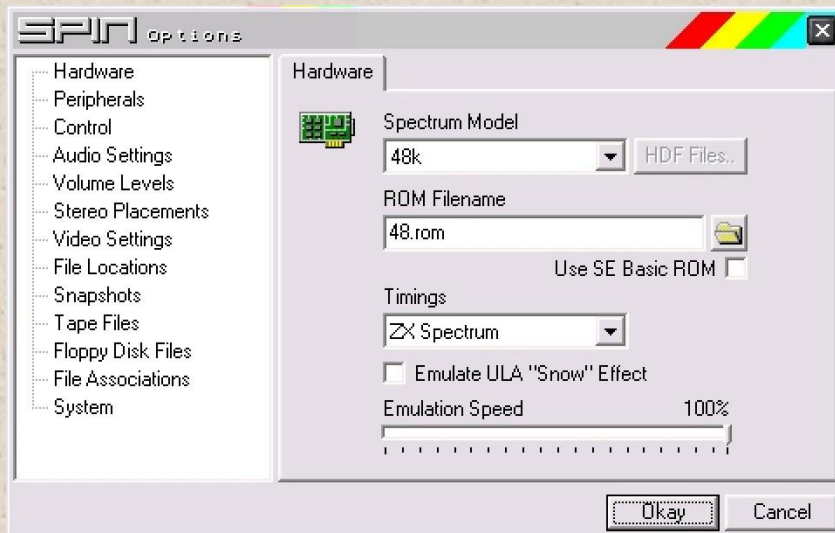 SPIN Options
Hardware
Peripherals
Control
Audio Settings
Volume Levels
Stereo Placements
Video Settings
File Locations
Snapshots
Tape Files
Floppy Disk Files
File Associations
System
Hardware
Spectrum Model
48k
HDF Files..
ROM Filename
48.rom
Use SE Basic ROM
Timings
ZX Spectrum
Emulate ULA "Snow" Effect
Emulation Speed 100%
Okay Cancel